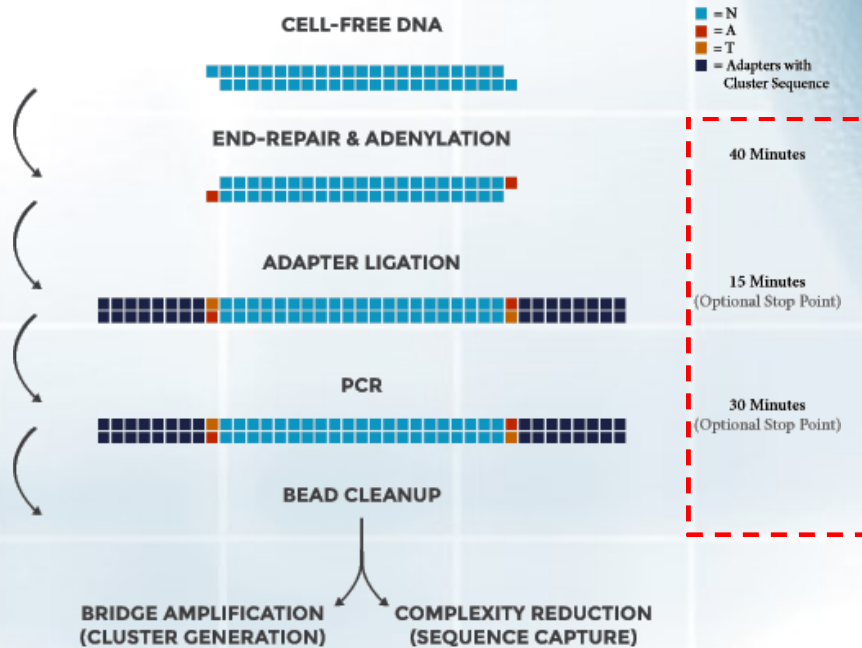 CELL-FREE DNA
= N
= A
= T
= Adapters with
Cluster Sequence
END-REPAIR & ADENYLATION
40 Minutes
ADAPTER LIGATION
15 Minutes
(Optional Stop Point)
PCR
30 Minutes
(Optional Stop Point)
BEAD CLEANUP
BRIDGE AMPLIFICATION
(CLUSTER GENERATION)
COMPLEXITY REDUCTION
(SEQUENCE CAPTURE)